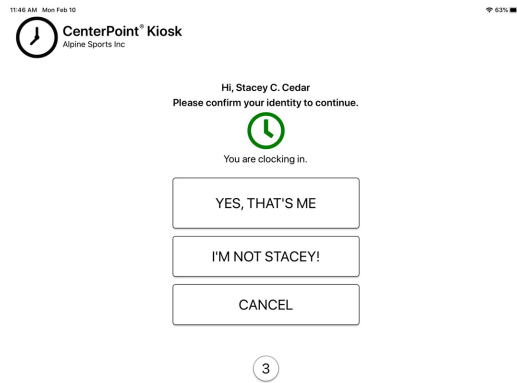 11:46 AM Mon Feb 10
63%
CenterPoint® Kiosk
Alpine Sports Inc
Hi, Stacey C. Cedar
Please confirm your identity to continue.
You are clocking in.
YES, THAT'S ME
I'M NOT STACEY!
CANCEL
3